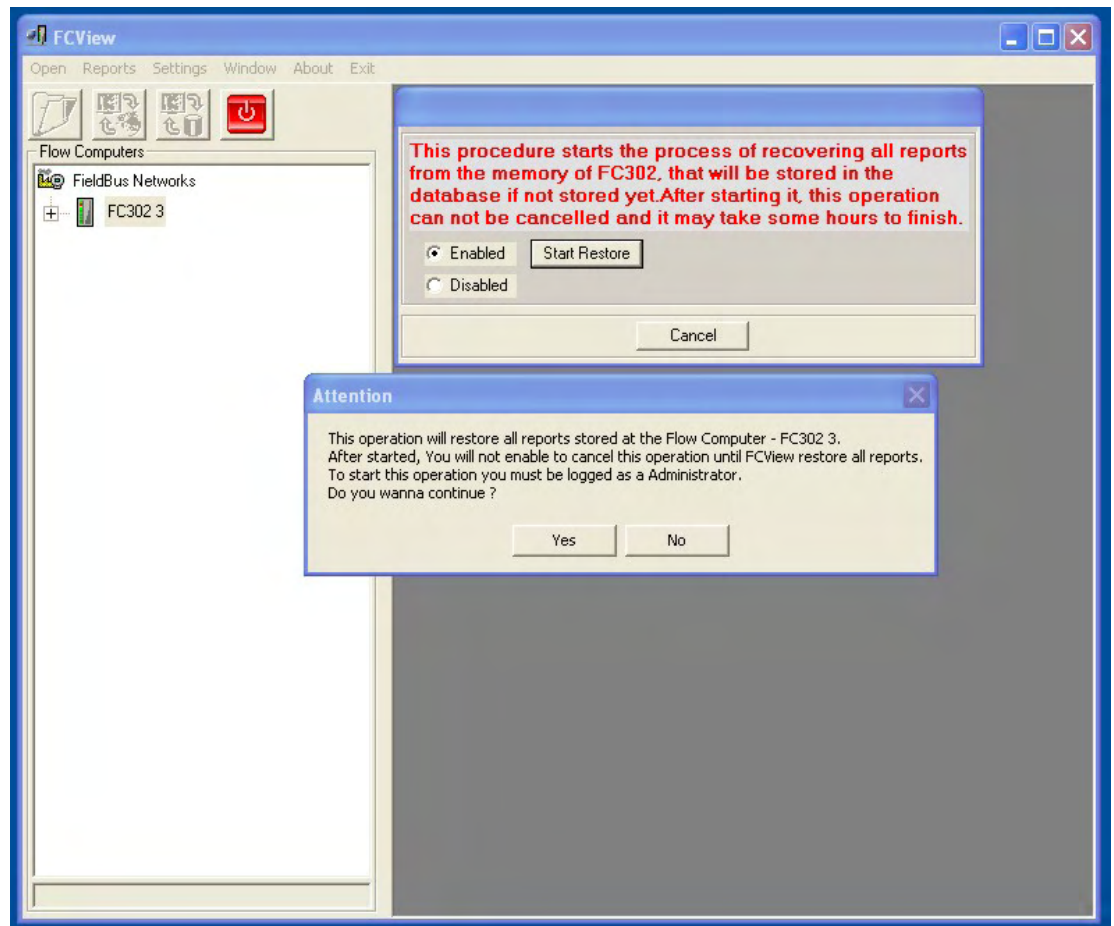 FCView
Open Reports Settings Window About Exit
Flow Computers
FieldBus Networks
FC302 3
This procedure starts the process of recovering all reports
from the memory of FC302, that will be stored in the
database if not stored yet.After starting it, this operation
can not be cancelled and it may take some hours to finish.
Enabled
Start Restore
Disabled
Cancel
Attention
This operation will restore all reports stored at the Flow Computer - FC302 3.
After started, You will not enable to cancel this operation until FCView restore all reports.
To start this operation you must be logged as a Administrator.
Do you wanna continue ?
Yes No